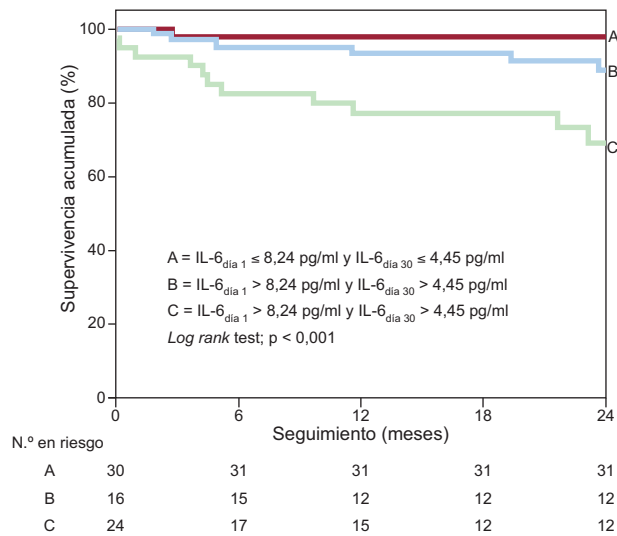 Supervivencia acumulada (%)
100
80
60
40
20
0
A
B
C
A = IL-6día 1 ≤ 8,24 pg/ml y IL-6día 30 ≤ 4,45 pg/ml
B = IL-6día 1 > 8,24 pg/ml y IL-6día 30 > 4,45 pg/ml
C = IL-6día 1 > 8,24 pg/ml y IL-6día 30 > 4,45 pg/ml
Log rank test; p < 0,001
0 6 12 18 24
Seguimiento (meses)
N.º en riesgo
A 30 31 31 31 31
B 16 15 12 12 12
C 24 17 15 12 12